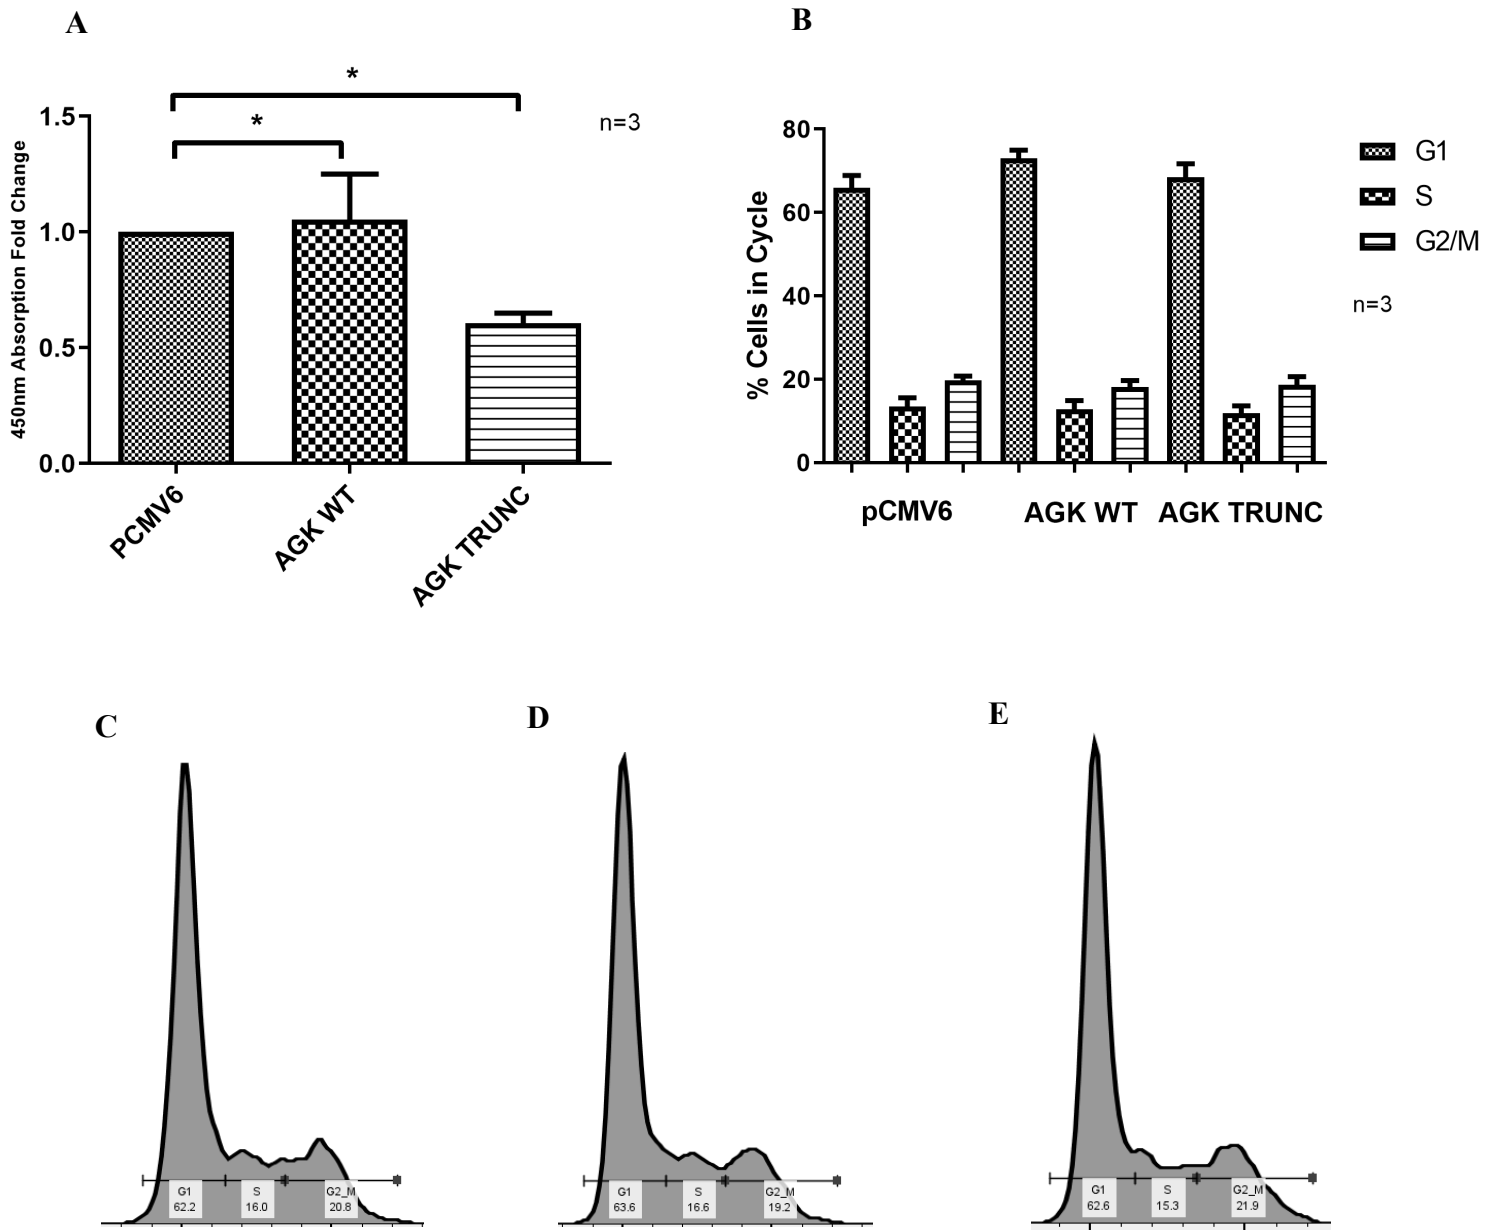 A
*
*
n=3
1.5
1.0
0.5
0.0
450nm Absorption Fold Change
PCMV6
AGK WT
AGK TRUNC
B
80
60
40
20
0
% Cells in Cycle
G1
S
G2/M
n=3
pCMV6
AGK WT
AGK TRUNC
C
G1
62.2
S
16.0
G2_M
20.8
D
G1
63.6
S
16.6
G2_M
19.2
E
G1
62.6
S
15.3
G2_M
21.9